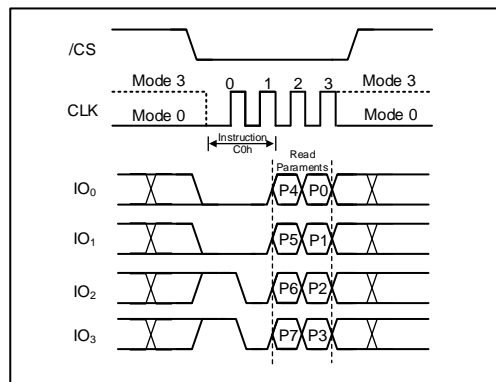 /CS
Mode 3 0 1 2 3 Mode 3
CLK
Mode 0 Mode 0
Instruction
C0h
Read
Paraments
IO0 P4 P0
IO1 P5 P1
IO2 P6 P2
IO3 P7 P3